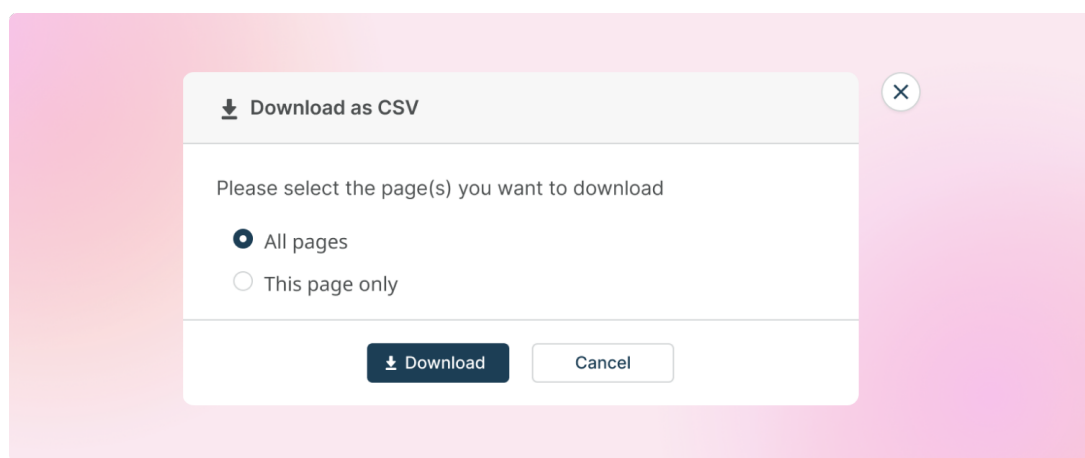 Download as CSV
Please select the page(s) you want to download
All pages
This page only
Download
Cancel